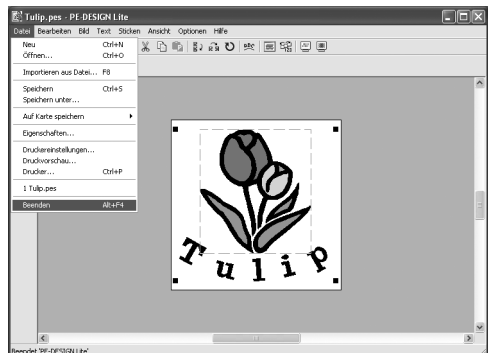 Tulip.pes - PE-DESIGN Lite
Datei Bearbeiten Bild Text Sticken Ansicht Optionen Hilfe
Neu Ctrl+N
Öffnen... Ctrl+O
Importieren aus Datei... F8
Speichern Ctrl+S
Speichern unter...
Auf Karte speichern
Eigenschaften...
Druckereinstellungen...
Druckvorschau...
Drucker... Ctrl+P
1 Tulip.pes
Beenden Alt+F4
Tulip
Beendet 'PE-DESIGN Lite'